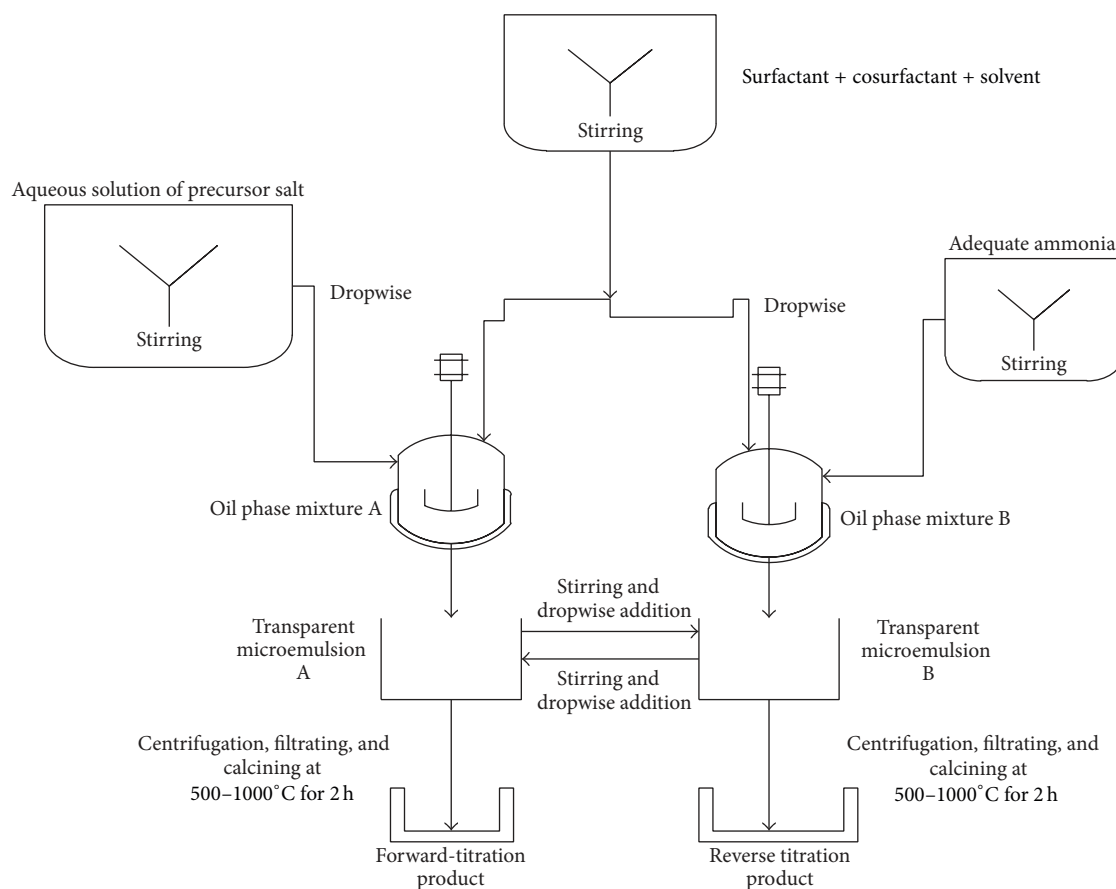 Surfactant + cosurfactant + solvent
Stirring
Aqueous solution of precursor salt
Adequate ammonia
Dropwise
Dropwise
Stirring
Stirring
Oil phase mixture A
Oil phase mixture B
Stirring and
dropwise addition
Transparent
microemulsion
A
Transparent
microemulsion
B
Stirring and
dropwise addition
Centrifugation, filtrating, and
calcining at
500–1000°C for 2 h
Centrifugation, filtrating, and
calcining at
500–1000°C for 2 h
Forward-titration
product
Reverse titration
product